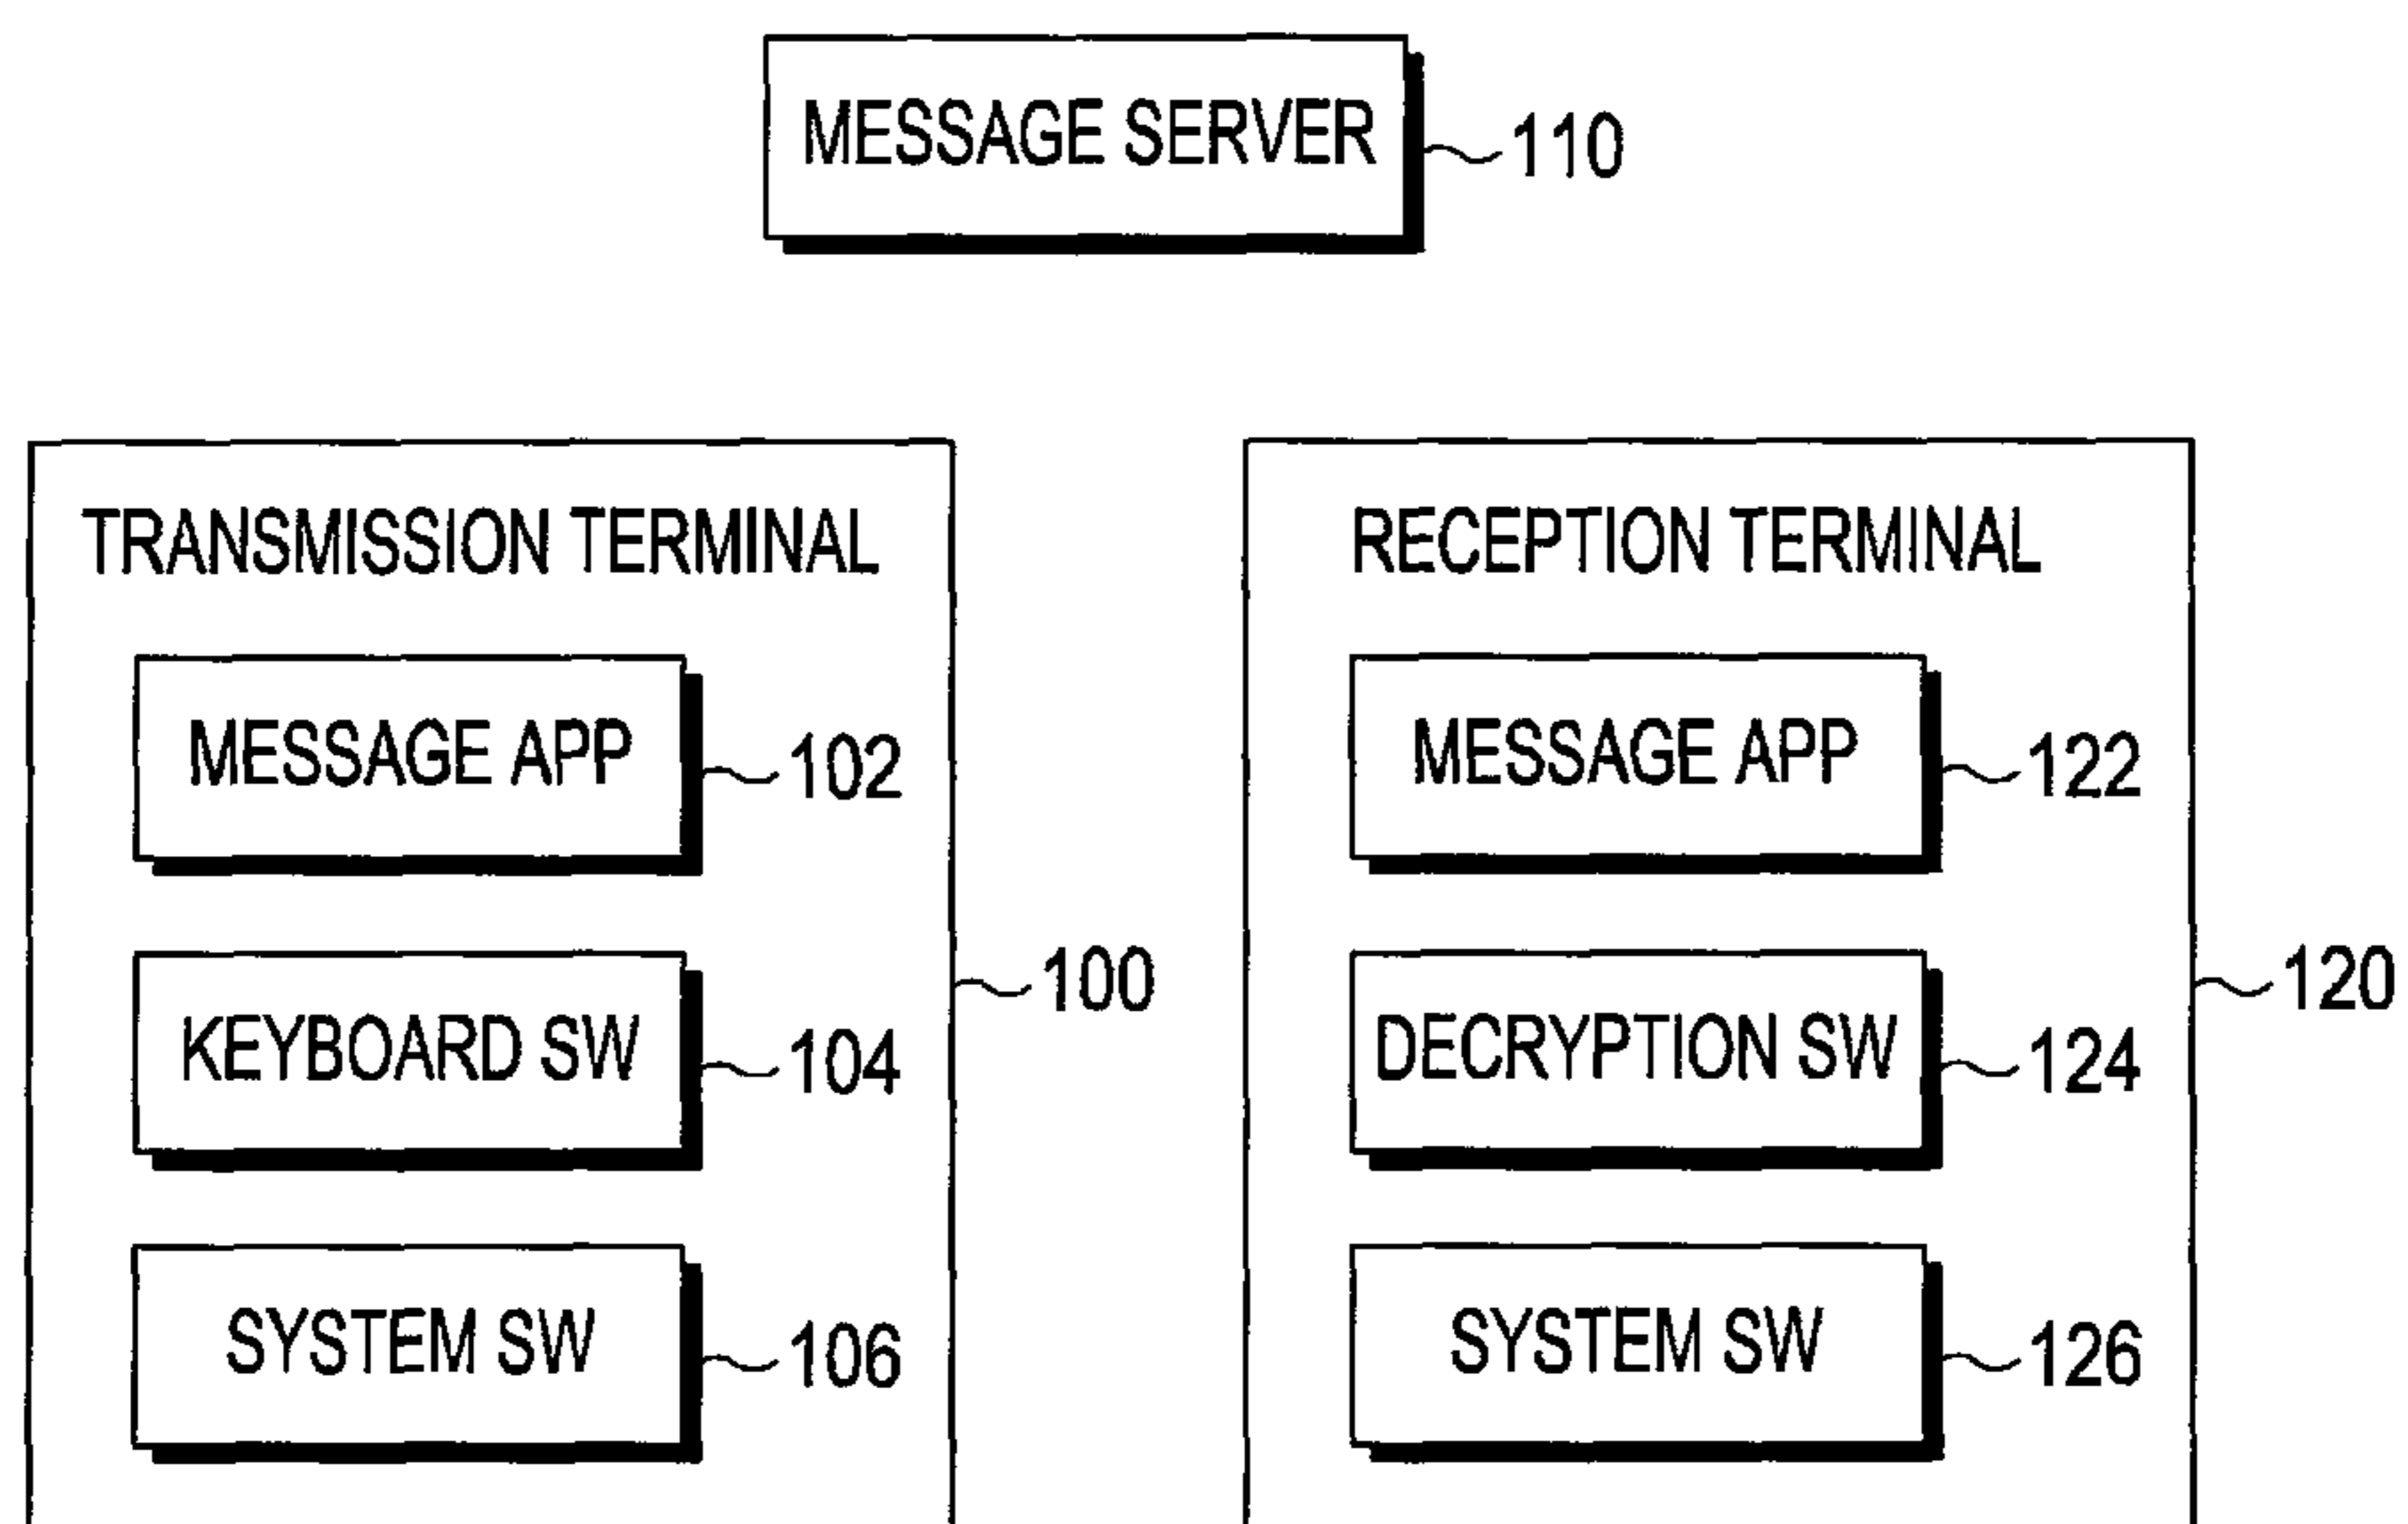 MESSAGE SERVER
110
TRANSMISSION TERMINAL
MESSAGE APP
102
KEYBOARD SW
104
SYSTEM SW
106
100
RECEPTION TERMINAL
MESSAGE APP
122
DECRYPTION SW
124
SYSTEM SW
126
120